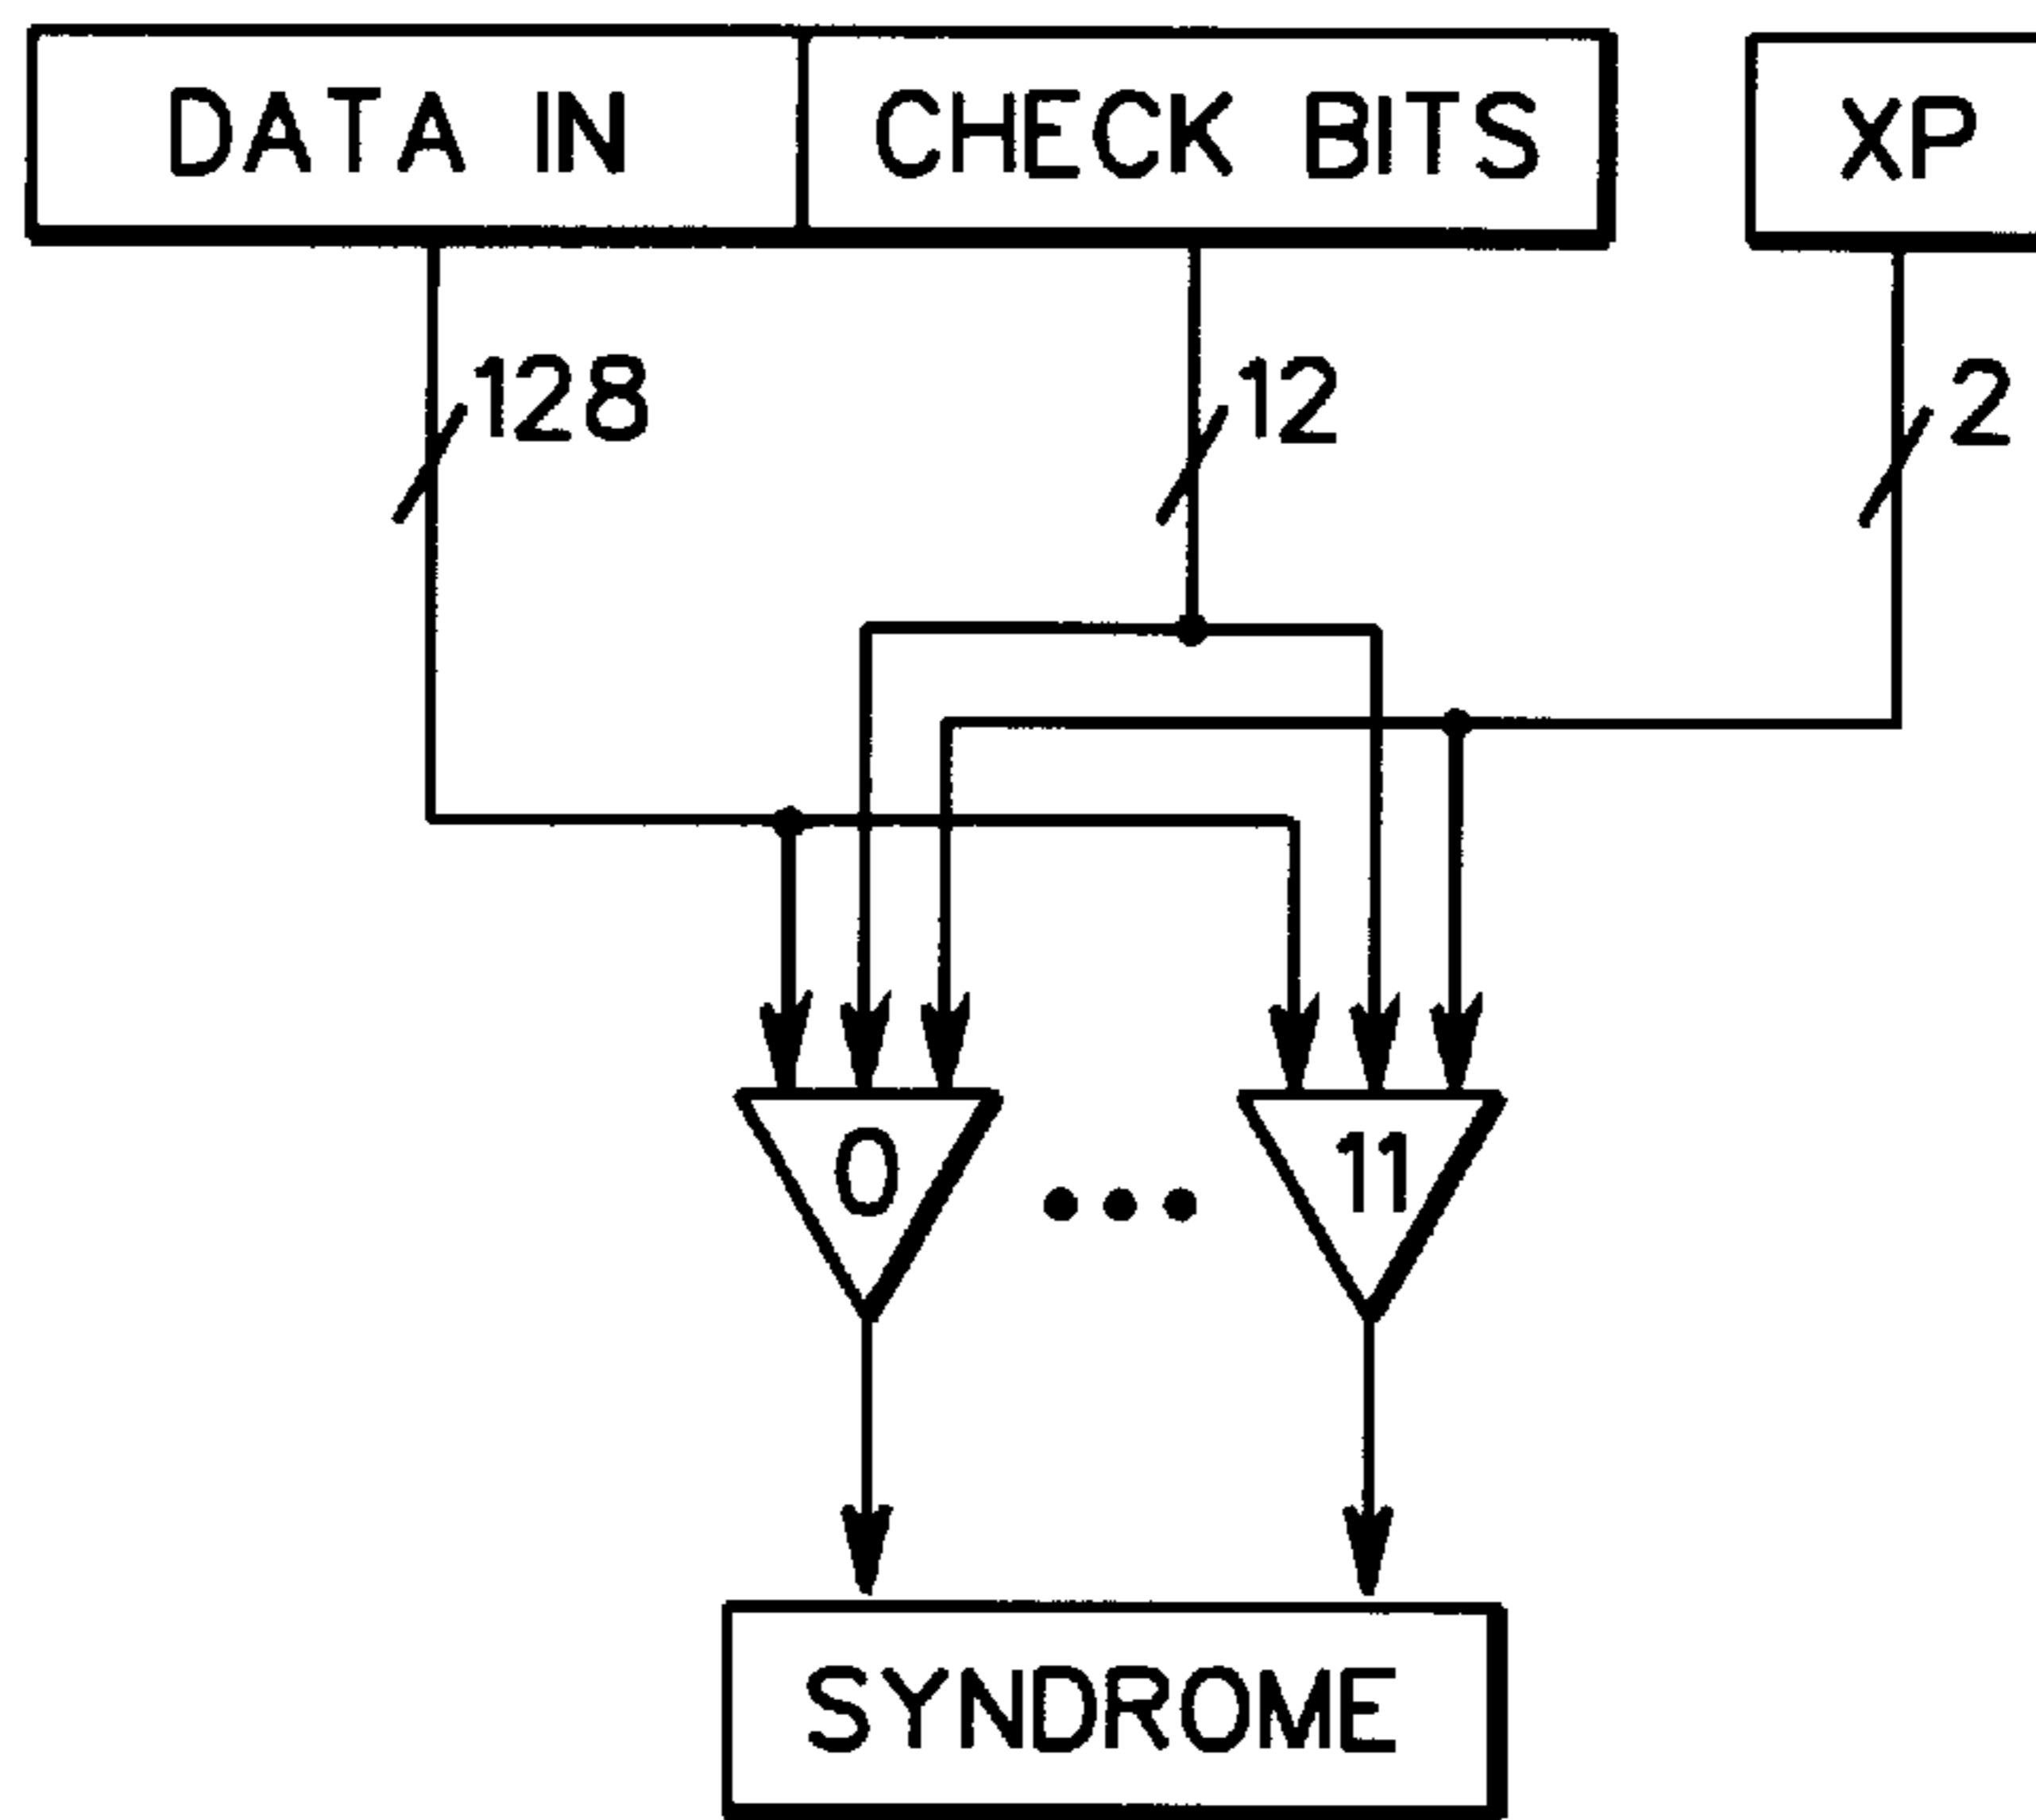 DATA IN CHECK BITS XP
128 12 2
0 ••• 11
SYNDROME